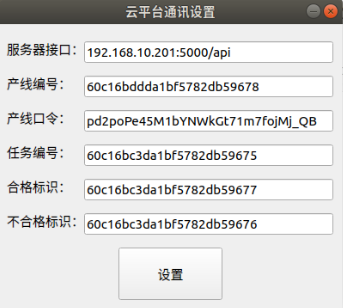 云平台通讯设置
服务器接口： 192.168.10.201:5000/api
产线编号： 60c16bddda1bf5782db59678
产线口令： pd2poPe45M1bYNWkGt71m7fojMj_QB
任务编号： 60c16bc3da1bf5782db59675
合格标识： 60c16bc3da1bf5782db59677
不合格标识： 60c16bc3da1bf5782db59676
设置